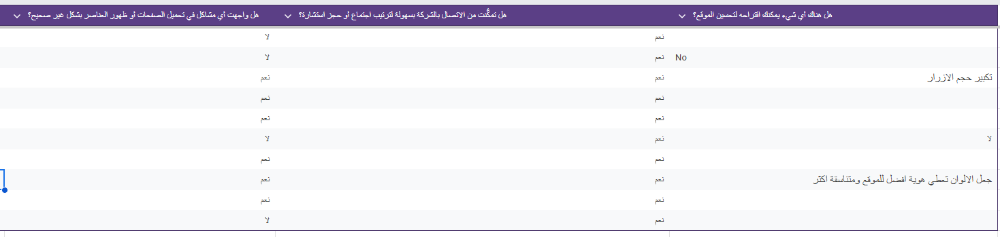 هل واجهت أي مشاكل في تحميل الصفحات أو ظهور العناصر بشكل غير صحيح؟ هل تمكَّنت من الاتصال بالشركة بسهولة لترتيب اجتماع أو حجز استشارة؟ هل هناك أي شيء يمكنك اقتراحه لتحسين الموقع؟
لا نعم
لا نعم No
نعم نعم تكبير حجم الازرار
نعم نعم
نعم نعم
لا نعم لا
نعم نعم
نعم نعم جعل الالوان تعطي هوية افضل للموقع ومتناسقة اكثر
نعم نعم
لا نعم